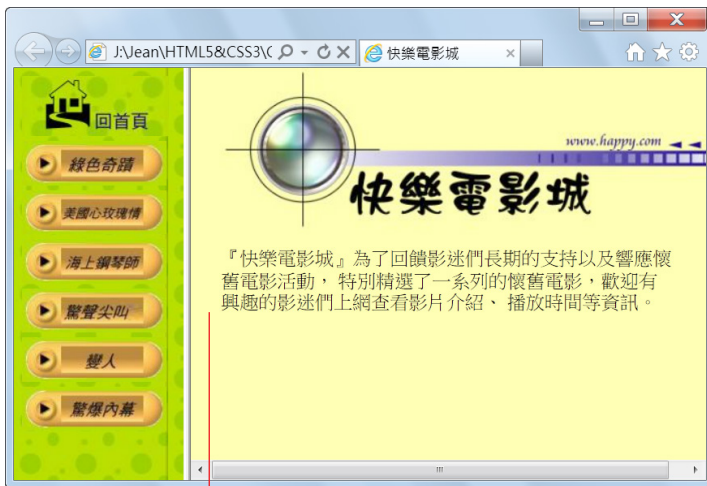 J:\Jean\HTML5&CSS3\(
快樂電影城
回首頁
綠色奇蹟
美國心玫瑰情
海上鋼琴師
驚聲尖叫
變人
驚爆內幕
www.happy.com
快樂電影城
『快樂電影城』為了回饋影迷們長期的支持以及響應懷
舊電影活動， 特別精選了一系列的懷舊電影，歡迎有
興趣的影迷們上網查看影片介紹、 播放時間等資訊。